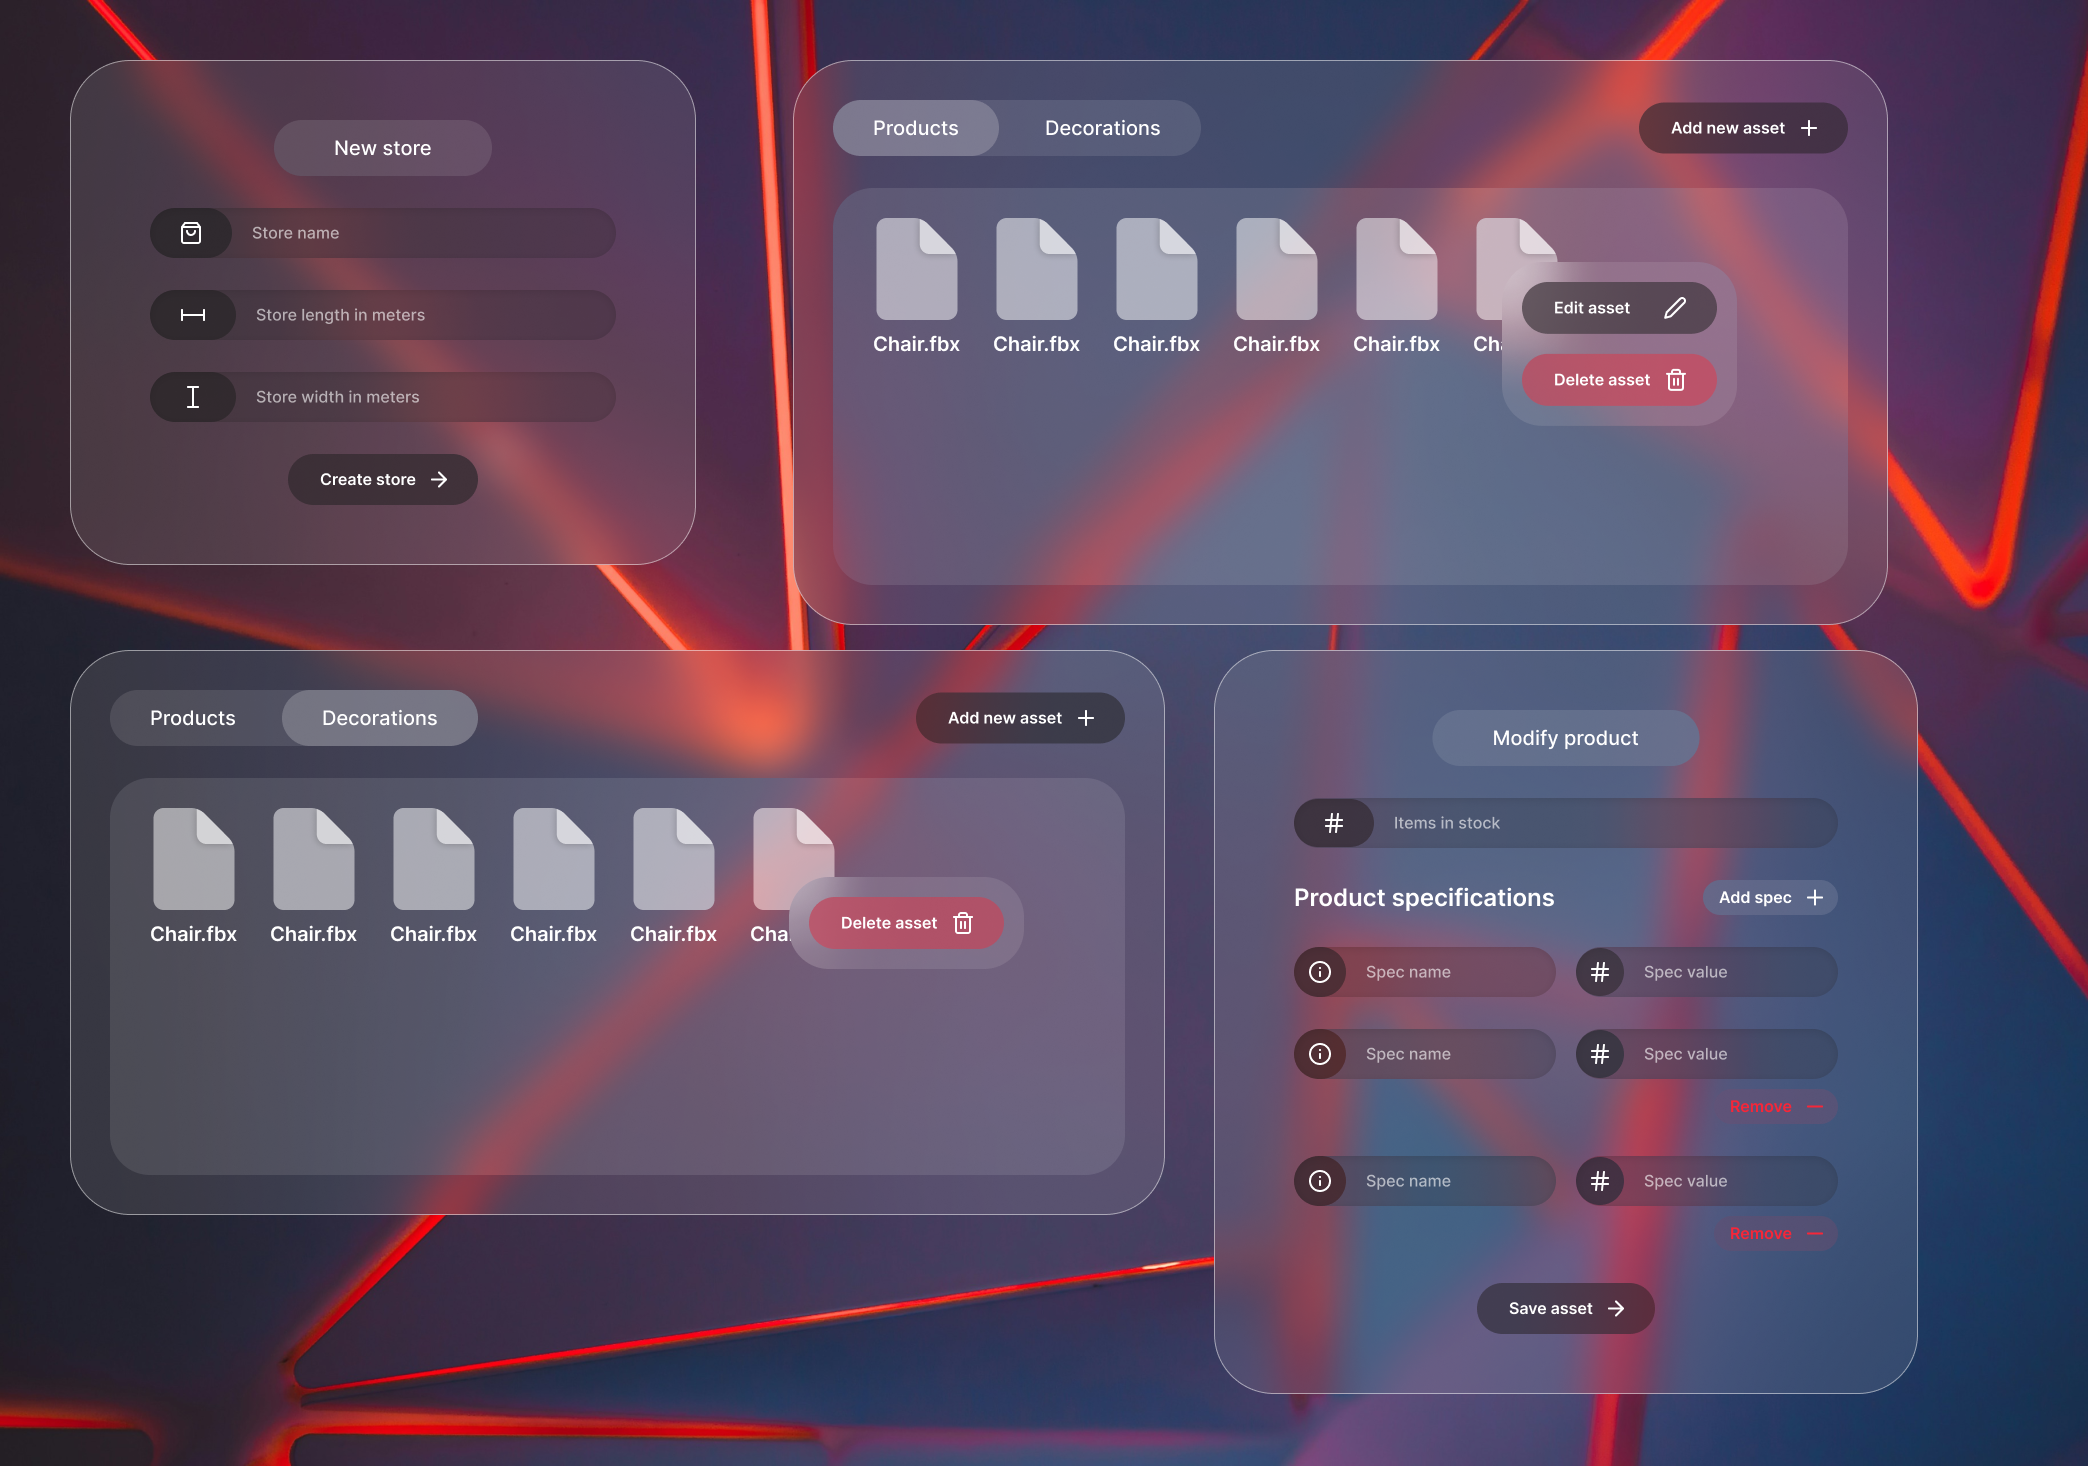 New store
Store name
Store length in meters
Store width in meters
Create store
Products Decorations Add new asset
Chair.fbx Chair.fbx Chair.fbx Chair.fbx Chair.fbx
Edit asset
Delete asset
Products Decorations Add new asset
Chair.fbx Chair.fbx Chair.fbx Chair.fbx Chair.fbx
Delete asset
Modify product
Items in stock
Product specifications Add spec
Spec name Spec value
Spec name Spec value
Remove
Spec name Spec value
Remove
Save asset